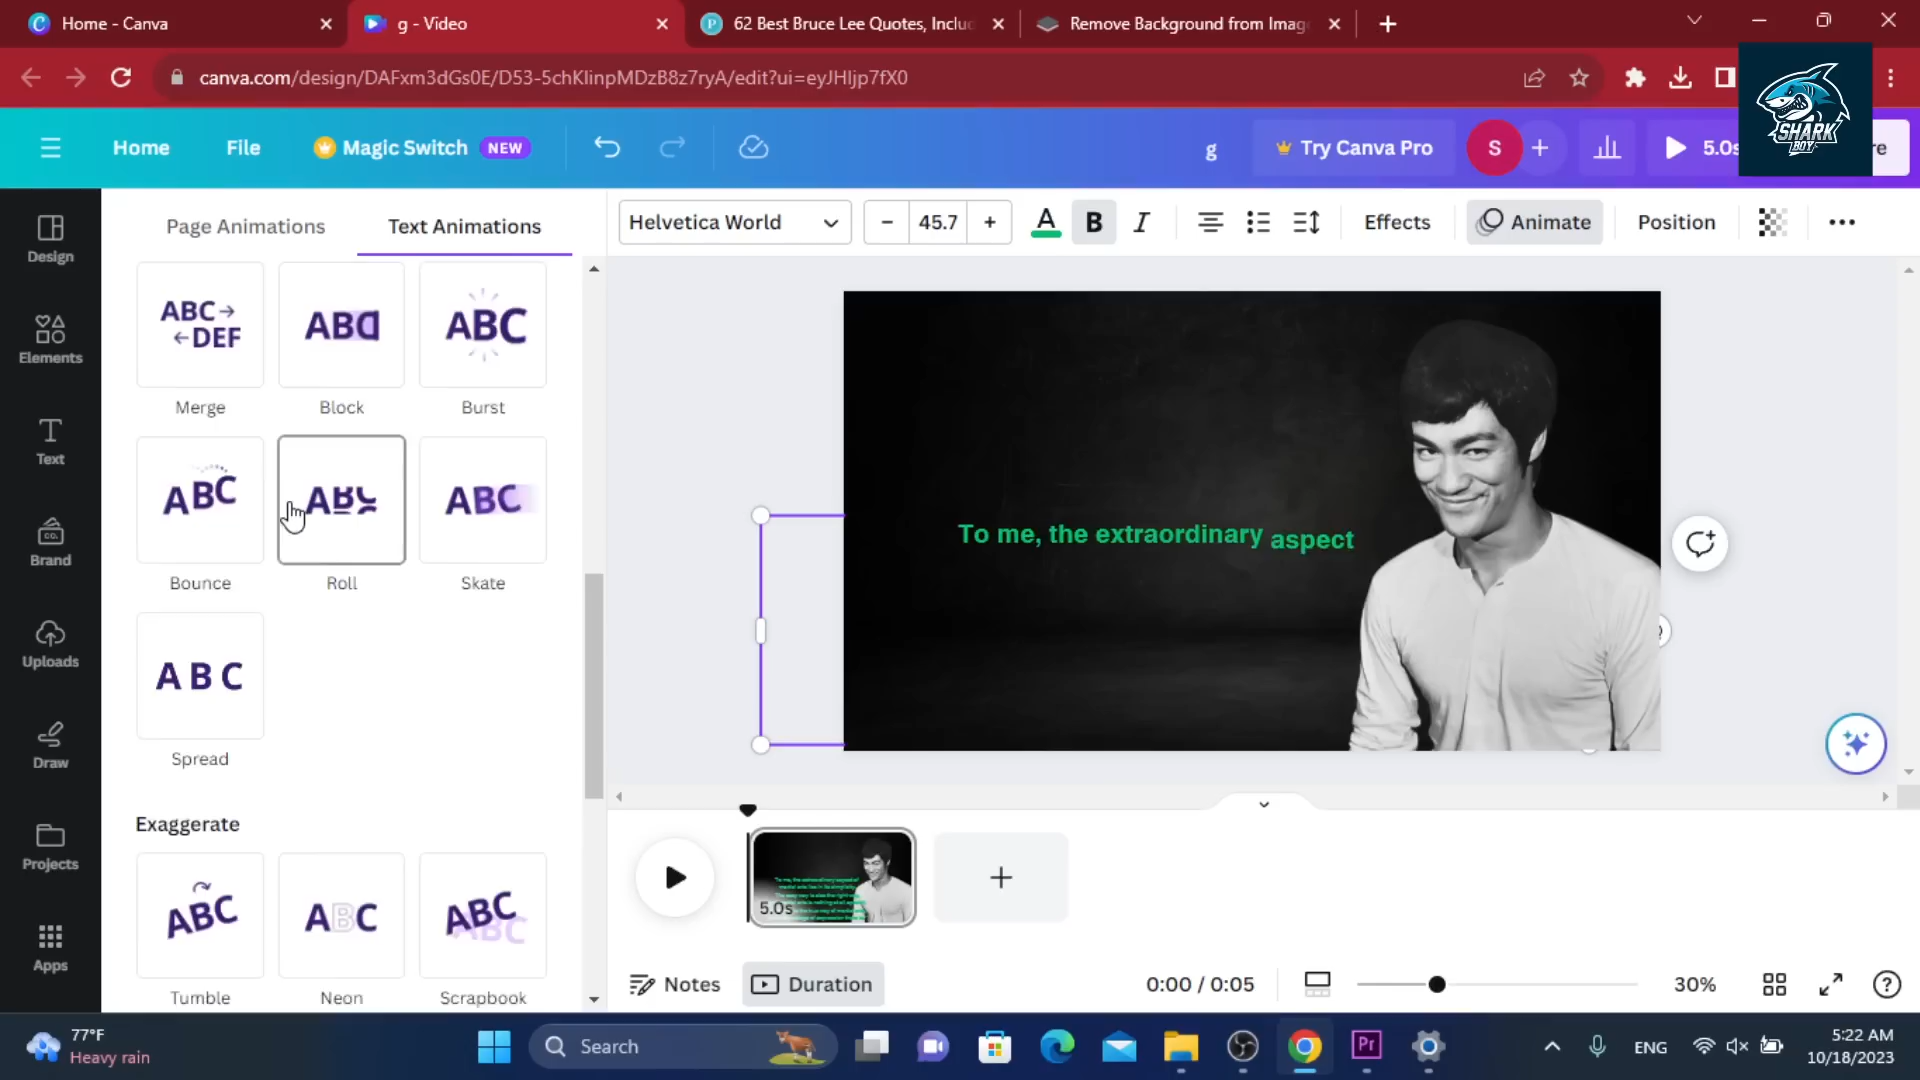 Home - Canva
g - Video
62 Best Bruce Lee Quotes, Inclu
Remove Background from Imag
canva.com/design/DAFxm3dGs0E/D53-5chKlinpMDzB8z7ryA/edit?ui=eyJHIjp7fX0
SHARK
BOY
Home
File
Magic Switch
NEW
g
Try Canva Pro
S
5.0s
re
Page Animations
Text Animations
Helvetica World
45.7
A
B
I
Effects
Animate
Position
Design
Elements
Text
Brand
Uploads
Draw
Projects
Apps
ABC
DEF
ABC
Merge
Block
Burst
ABC
ABC
ABC
Bounce
Roll
Skate
ABC
Spread
Exaggerate
ABC
ABC
ABC
Tumble
Neon
Scrapbook
To me, the extraordinary aspect
5.0s
Notes
Duration
0:00 / 0:05
30%
77°F
Heavy rain
Search
Pr
ENG
5:22 AM
10/18/2023